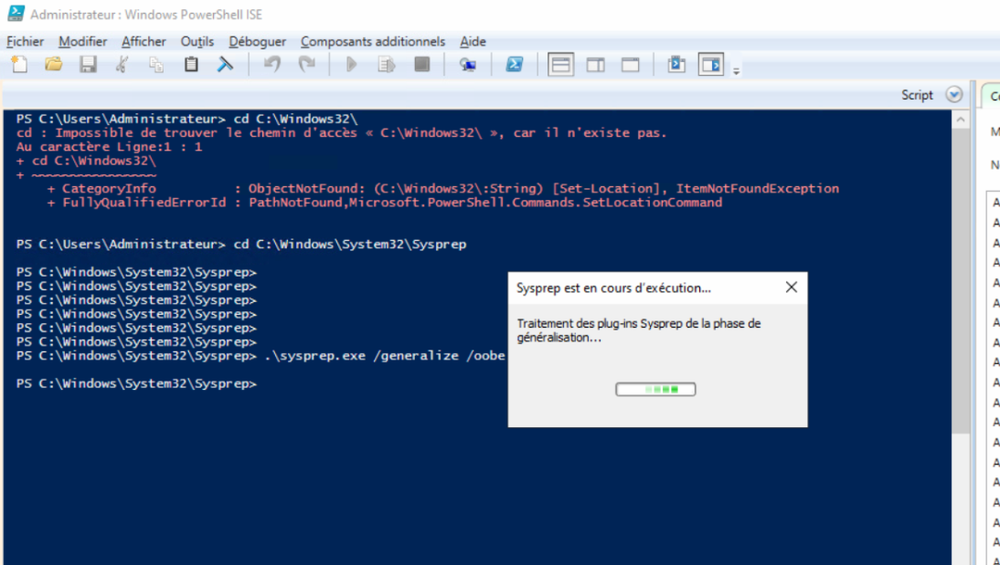 Administrateur : Windows PowerShell ISE
Fichier Modifier Afficher Outils Déboguer Composants additionnels Aide
Script
PS C:\Users\Administrateur> cd C:\Windows32\
cd : Impossible de trouver le chemin d'accès « C:\Windows32\ », car il n'existe pas.
Au caractère Ligne:1 : 1
+ cd C:\Windows32\
+ ~~~~~~~~~~~~~~~~~
+ CategoryInfo : ObjectNotFound: (C:\Windows32\:String) [Set-Location], ItemNotFoundException
+ FullyQualifiedErrorId : PathNotFound,Microsoft.PowerShell.Commands.SetLocationCommand
PS C:\Users\Administrateur> cd C:\Windows\System32\Sysprep
PS C:\Windows\System32\Sysprep>
PS C:\Windows\System32\Sysprep>
PS C:\Windows\System32\Sysprep>
PS C:\Windows\System32\Sysprep>
PS C:\Windows\System32\Sysprep>
PS C:\Windows\System32\Sysprep>
PS C:\Windows\System32\Sysprep> .\sysprep.exe /generalize /oobe
PS C:\Windows\System32\Sysprep>
Sysprep est en cours d'exécution...
Traitement des plug-ins Sysprep de la phase de
généralisation...